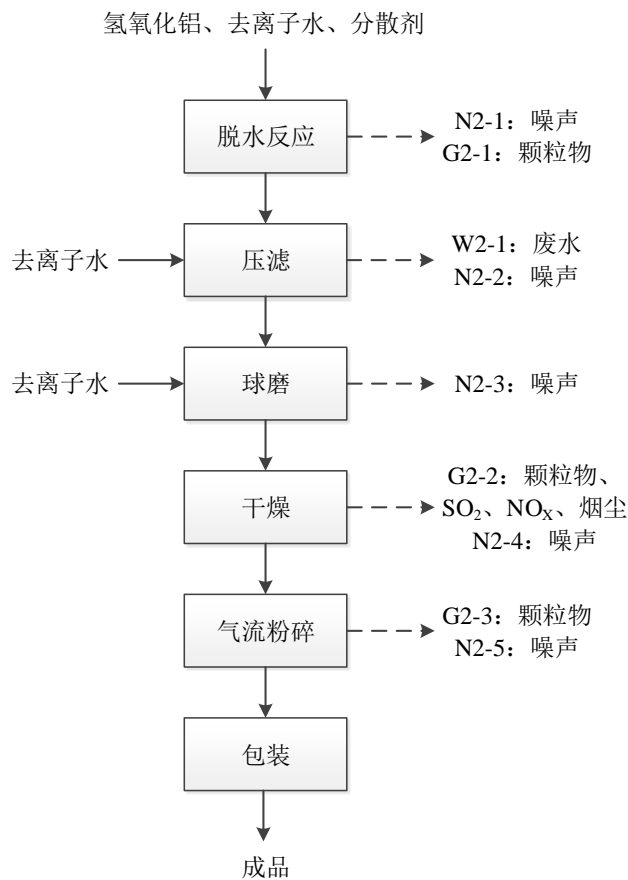 氢氧化铝、去离子水、分散剂
脱水反应
N2-1：噪声
G2-1：颗粒物
去离子水
压滤
W2-1：废水
N2-2：噪声
去离子水
球磨
N2-3：噪声
干燥
G2-2：颗粒物、
SO₂、NOₓ、烟尘
N2-4：噪声
气流粉碎
G2-3：颗粒物
N2-5：噪声
包装
成品